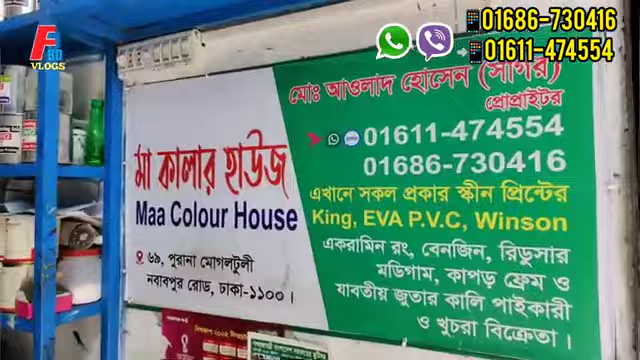 F
BD
VLOGS
01686-730416
01611-474554
মোঃ আওলাদ হোসেন (সাগর)
প্রোপ্রাইটর
01611-474554
01686-730416
মা কালার হাউজ
Maa Colour House
৬৯, পুরানা মোগলটুলী
নবাবপুর রোড, ঢাকা-১১০০।
এখানে সকল প্রকার স্কীন প্রিন্টের
King, EVA P.V.C, Winson
একরামিন রং, বেনজিন, রিডুসার
মডিগাম, কাপড় ফ্রেম ও
যাবতীয় জুতার কালি পাইকারী
ও খুচরা বিক্রেতা।